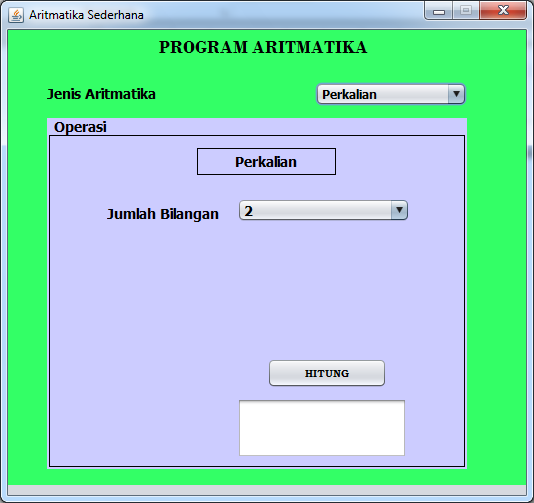 Aritmatika Sederhana
PROGRAM ARITMATIKA
Jenis Aritmatika Perkalian
Operasi
Perkalian
Jumlah Bilangan 2
HITUNG